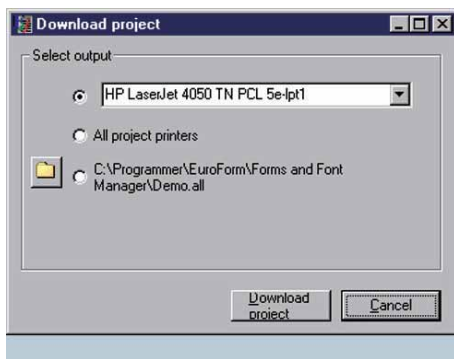 Download project
Select output
HP LaserJet 4050 TN PCL 5e-lpt1
All project printers
C:\Programmer\EuroForm\Forms and Font
Manager\Demo.all
Download
project
Cancel